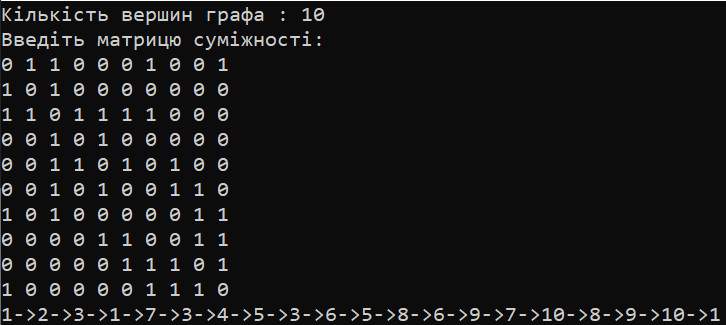 Кількість вершин графа : 10
Введіть матрицю суміжності:
0 1 1 0 0 0 1 0 0 1
1 0 1 0 0 0 0 0 0 0
1 1 0 1 1 1 1 0 0 0
0 0 1 0 1 0 0 0 0 0
0 0 1 1 0 1 0 1 0 0
0 0 1 0 1 0 0 1 1 0
1 0 1 0 0 0 0 0 1 1
0 0 0 0 1 1 0 0 1 1
0 0 0 0 0 1 1 1 0 1
1 0 0 0 0 0 1 1 1 0
1->2->3->1->7->3->4->5->3->6->5->8->6->9->7->10->8->9->10->1